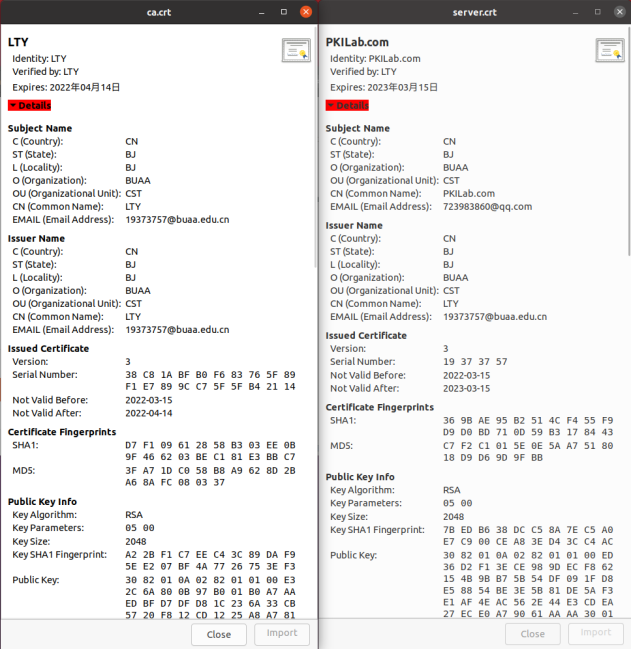 ca.crt
LTY
Identity: LTY
Verified by: LTY
Expires: 2022年04月14日
Details
Subject Name
C (Country): CN
ST (State): BJ
L (Locality): BJ
O (Organization): BUAA
OU (Organizational Unit): CST
CN (Common Name): LTY
EMAIL (Email Address): 19373757@buaa.edu.cn
Issuer Name
C (Country): CN
ST (State): BJ
L (Locality): BJ
O (Organization): BUAA
OU (Organizational Unit): CST
CN (Common Name): LTY
EMAIL (Email Address): 19373757@buaa.edu.cn
Issued Certificate
Version: 3
Serial Number: 38 C8 1A BF B0 F6 83 76 5F 89
F1 E7 89 9C C7 5F 5F B4 21 14
Not Valid Before: 2022-03-15
Not Valid After: 2022-04-14
Certificate Fingerprints
SHA1: D7 F1 09 61 28 58 B3 03 EE 0B
9F 46 62 03 BE C1 81 E3 BB C7
MD5: 3F A7 1D C0 58 B8 A9 62 8D 2B
A6 8A FC 08 03 37
Public Key Info
Key Algorithm: RSA
Key Parameters: 05 00
Key Size: 2048
Key SHA1 Fingerprint: A2 2B F1 C7 EE C4 3C 89 DA F9
5E E2 07 BF 4A 77 26 75 3E F3
Public Key: 30 82 01 0A 02 82 01 01 00 E3
2C 6A 80 0B 97 B0 01 B0 A7 AA
ED BF D7 DF D8 1C 23 6A 33 CB
57 20 F8 12 CD 12 25 A8 A7 81
Close
Import
server.crt
PKILab.com
Identity: PKILab.com
Verified by: LTY
Expires: 2023年03月15日
Details
Subject Name
C (Country): CN
ST (State): BJ
O (Organization): BUAA
OU (Organizational Unit): CST
CN (Common Name): PKILab.com
EMAIL (Email Address): 723983860@qq.com
Issuer Name
C (Country): CN
ST (State): BJ
L (Locality): BJ
O (Organization): BUAA
OU (Organizational Unit): CST
CN (Common Name): LTY
EMAIL (Email Address): 19373757@buaa.edu.cn
Issued Certificate
Version: 3
Serial Number: 19 37 37 57
Not Valid Before: 2022-03-15
Not Valid After: 2023-03-15
Certificate Fingerprints
SHA1: 36 9B AE 95 B2 51 4C F4 55 F9
D9 D0 BD 71 0D 59 B3 17 84 43
MD5: C7 F2 C1 01 5E 0E 5A A7 51 80
18 D9 D6 9D 9F BB
Public Key Info
Key Algorithm: RSA
Key Parameters: 05 00
Key Size: 2048
Key SHA1 Fingerprint: 7B ED B6 38 DC C5 8A 7E C5 A0
E7 C9 00 CE A8 3E D4 3C C4 AC
Public Key: 30 82 01 0A 02 82 01 01 00 ED
36 D2 F1 3E CE 98 9D EC F8 62
15 4B 9B B7 5B 54 DF 09 1F D8
E5 88 54 BE 3E 5B 81 DE 5A F3
E1 AF 4E AC 56 2E 44 E3 CD EA
27 EC E0 A7 90 61 AA AA 30 01
Close
Import